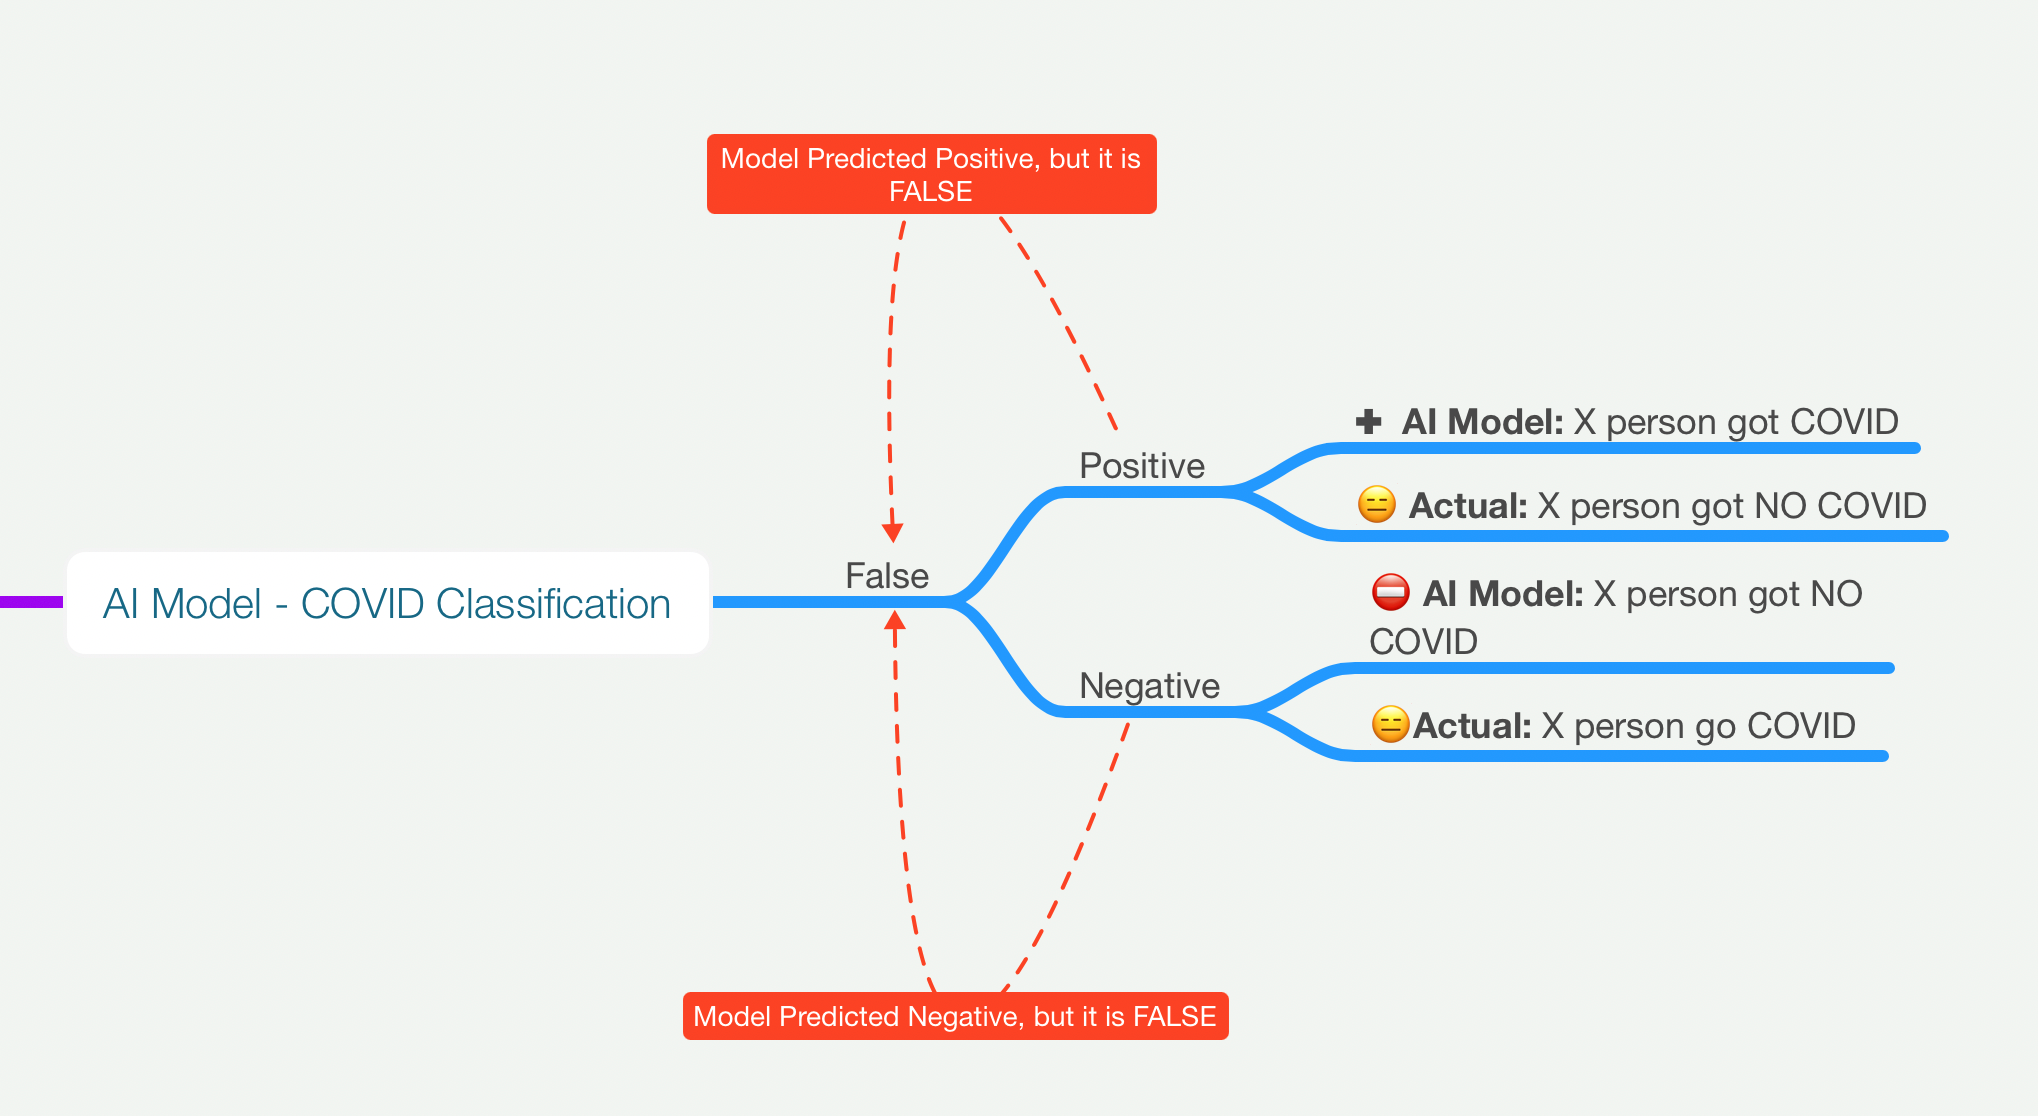 Model Predicted Positive, but it is
FALSE
AI Model - COVID Classification
False
Positive
AI Model: X person got COVID
Actual: X person got NO COVID
Negative
AI Model: X person got NO
COVID
Actual: X person go COVID
Model Predicted Negative, but it is FALSE